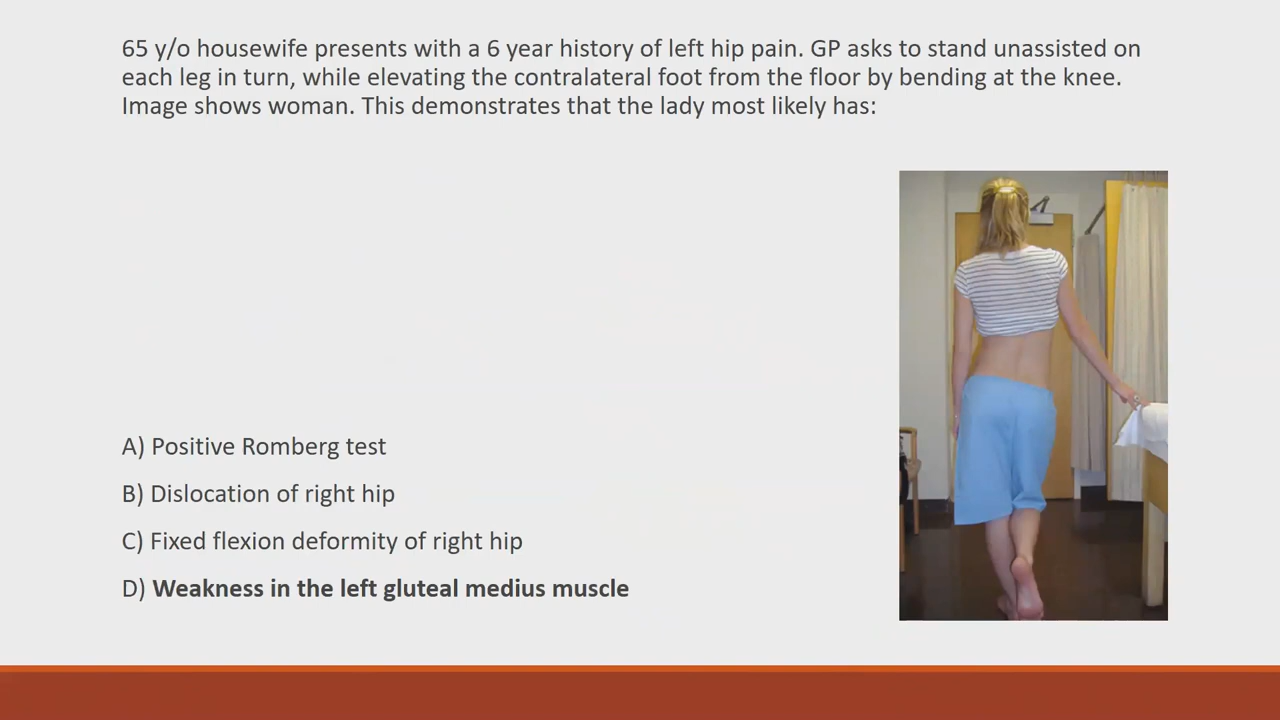 65 y/o housewife presents with a 6 year history of left hip pain. GP asks to stand unassisted on
each leg in turn, while elevating the contralateral foot from the floor by bending at the knee.
Image shows woman. This demonstrates that the lady most likely has:
A) Positive Romberg test
B) Dislocation of right hip
C) Fixed flexion deformity of right hip
D) Weakness in the left gluteal medius muscle